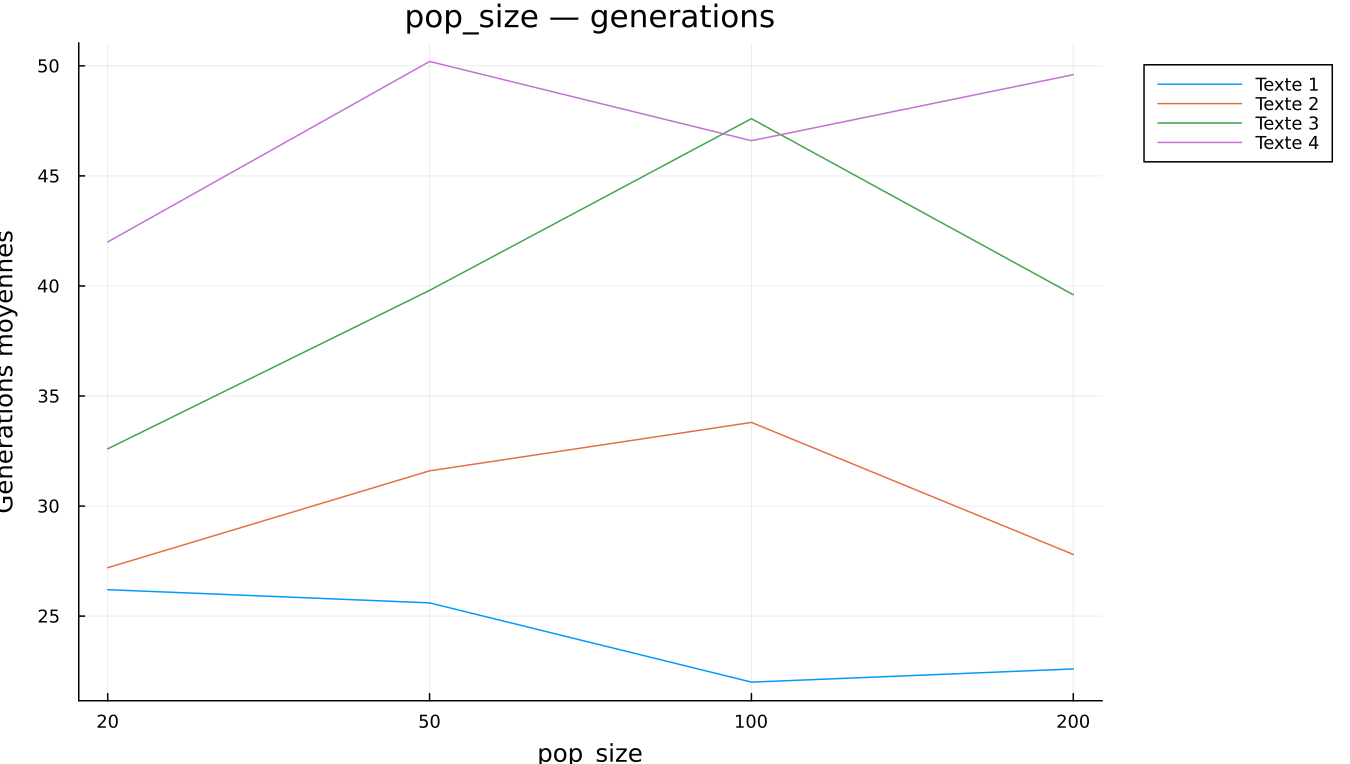 pop_size — generations
50
45
40
35
30
25
Générations moyennes
20
50
100
200
pop_size
Texte 1
Texte 2
Texte 3
Texte 4